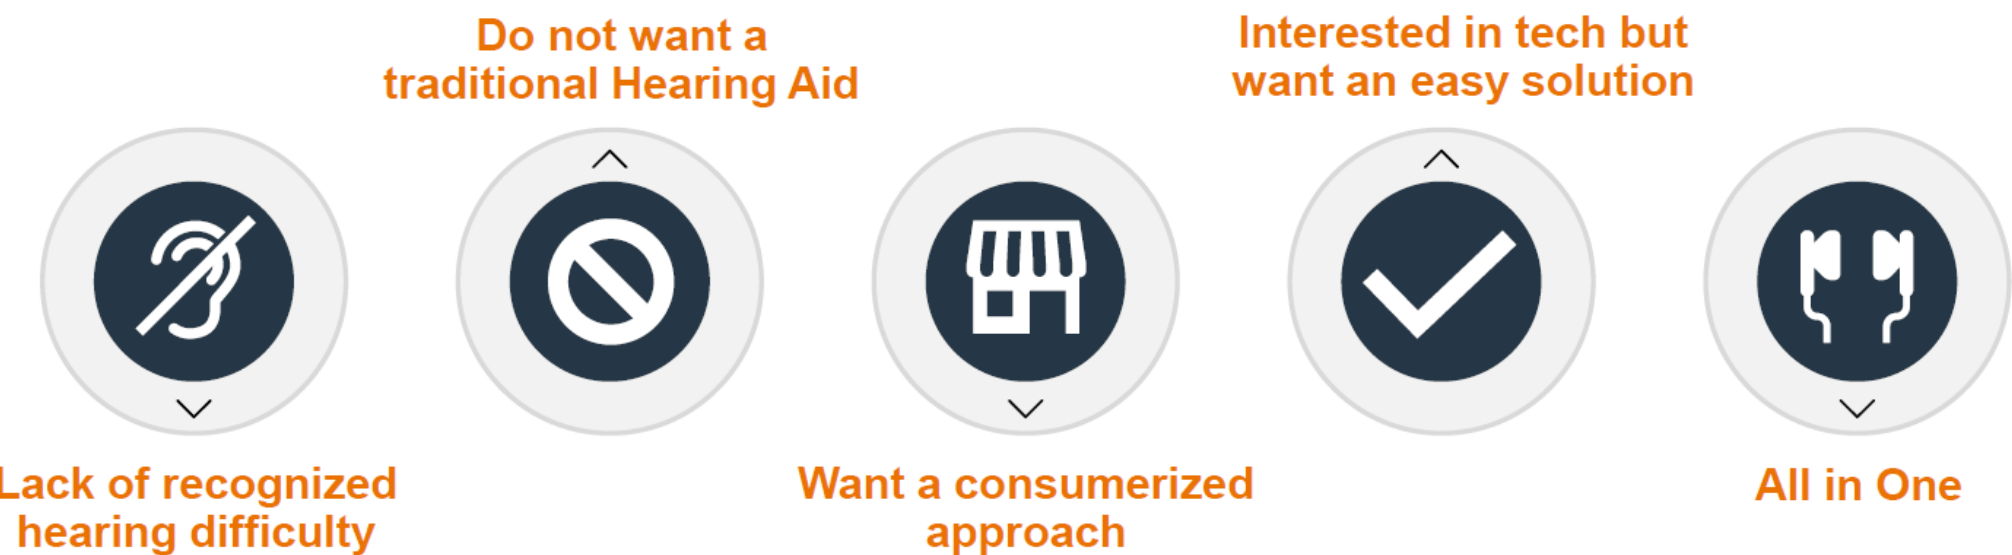 Do not want a
traditional Hearing Aid
Interested in tech but
want an easy solution
Lack of recognized
hearing difficulty
Want a consumerized
approach
All in One